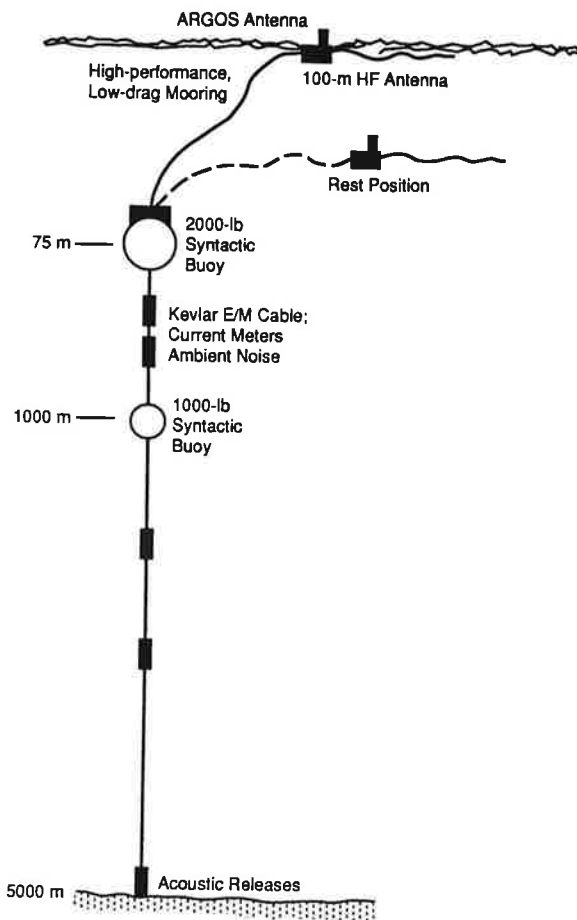 ARGOS Antenna
High-performance,
Low-drag Mooring
100-m HF Antenna
Rest Position
75 m
2000-lb
Syntactic
Buoy
Kevlar E/M Cable;
Current Meters
Ambient Noise
1000 m
1000-lb
Syntactic
Buoy
Acoustic Releases
5000 m